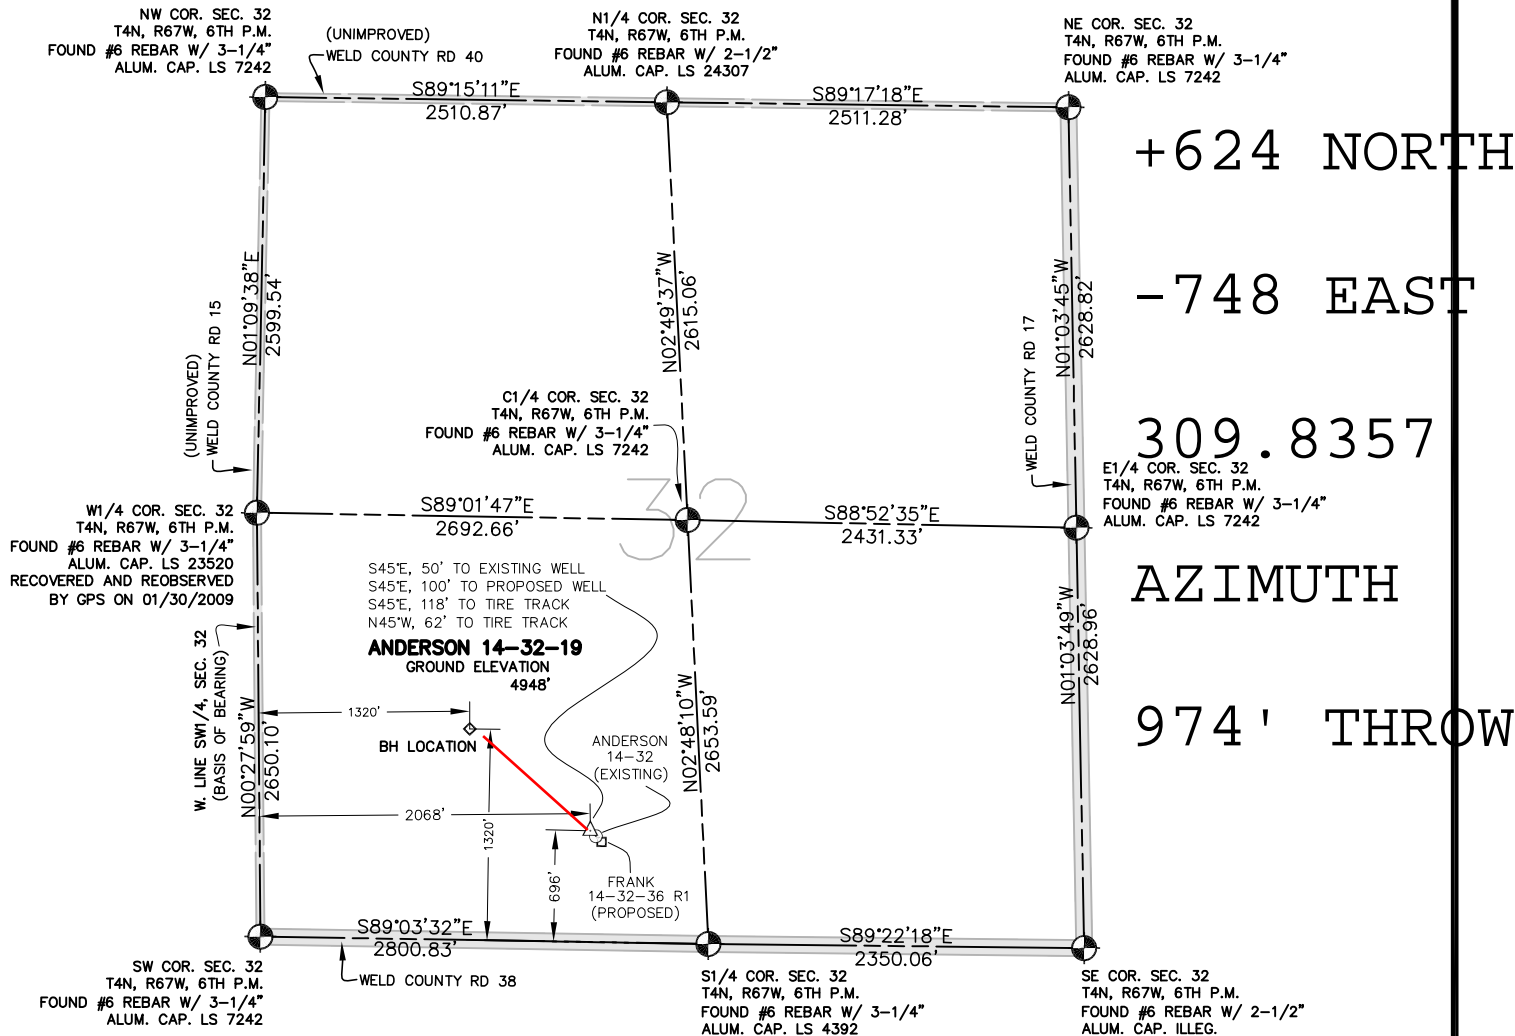 NW COR. SEC. 32
T4N, R67W, 6TH P.M.
FOUND #6 REBAR W/ 3–1/4”
ALUM. CAP. LS 7242
(UNIMPROVED)
WELD COUNTY RD 40
N1/4 COR. SEC. 32
T4N, R67W, 6TH P.M.
FOUND #6 REBAR W/ 2–1/2”
ALUM. CAP. LS 24307
NE COR. SEC. 32
T4N, R67W, 6TH P.M.
FOUND #6 REBAR W/ 3–1/4”
ALUM. CAP. LS 7242
S89°15’11”E
2510.87’
S89°17’18”E
2511.28’
+624 NORTH
-748 EAST
309.8357
AZIMUTH
974' THROW
N01°09’38”E
2599.54’
(UNIMPROVED)
WELD COUNTY RD 15
N02°49’37”W
2615.06’
N01°03’45”W
2628.82’
WELD COUNTY RD 17
C1/4 COR. SEC. 32
T4N, R67W, 6TH P.M.
FOUND #6 REBAR W/ 3–1/4”
ALUM. CAP. LS 7242
32
E1/4 COR. SEC. 32
T4N, R67W, 6TH P.M.
FOUND #6 REBAR W/ 3–1/4”
ALUM. CAP. LS 7242
W1/4 COR. SEC. 32
T4N, R67W, 6TH P.M.
FOUND #6 REBAR W/ 3–1/4”
ALUM. CAP. LS 23520
RECOVERED AND REOBSERVED
BY GPS ON 01/30/2009
S89°01’47”E
2692.66’
S88°52’35”E
2431.33’
S45°E, 50’ TO EXISTING WELL
S45°E, 100’ TO PROPOSED WELL
S45°E, 118’ TO TIRE TRACK
N45°W, 62’ TO TIRE TRACK
ANDERSON 14–32–19
GROUND ELEVATION
4948’
W. LINE SW1/4, SEC. 32
(BASIS OF BEARING)
N00°27’59”W
2650.10’
N02°48’10”W
2653.59’
N01°03’49”W
2628.96’
1320’
BH LOCATION
ANDERSON
14–32
(EXISTING)
2068’
1320’
696’
FRANK
14–32–36 R1
(PROPOSED)
S89°03’32”E
2800.83’
S89°22’18”E
2350.06’
WELD COUNTY RD 38
SW COR. SEC. 32
T4N, R67W, 6TH P.M.
FOUND #6 REBAR W/ 3–1/4”
ALUM. CAP. LS 7242
S1/4 COR. SEC. 32
T4N, R67W, 6TH P.M.
FOUND #6 REBAR W/ 3–1/4”
ALUM. CAP. LS 4392
SE COR. SEC. 32
T4N, R67W, 6TH P.M.
FOUND #6 REBAR W/ 2–1/2”
ALUM. CAP. ILLEG.